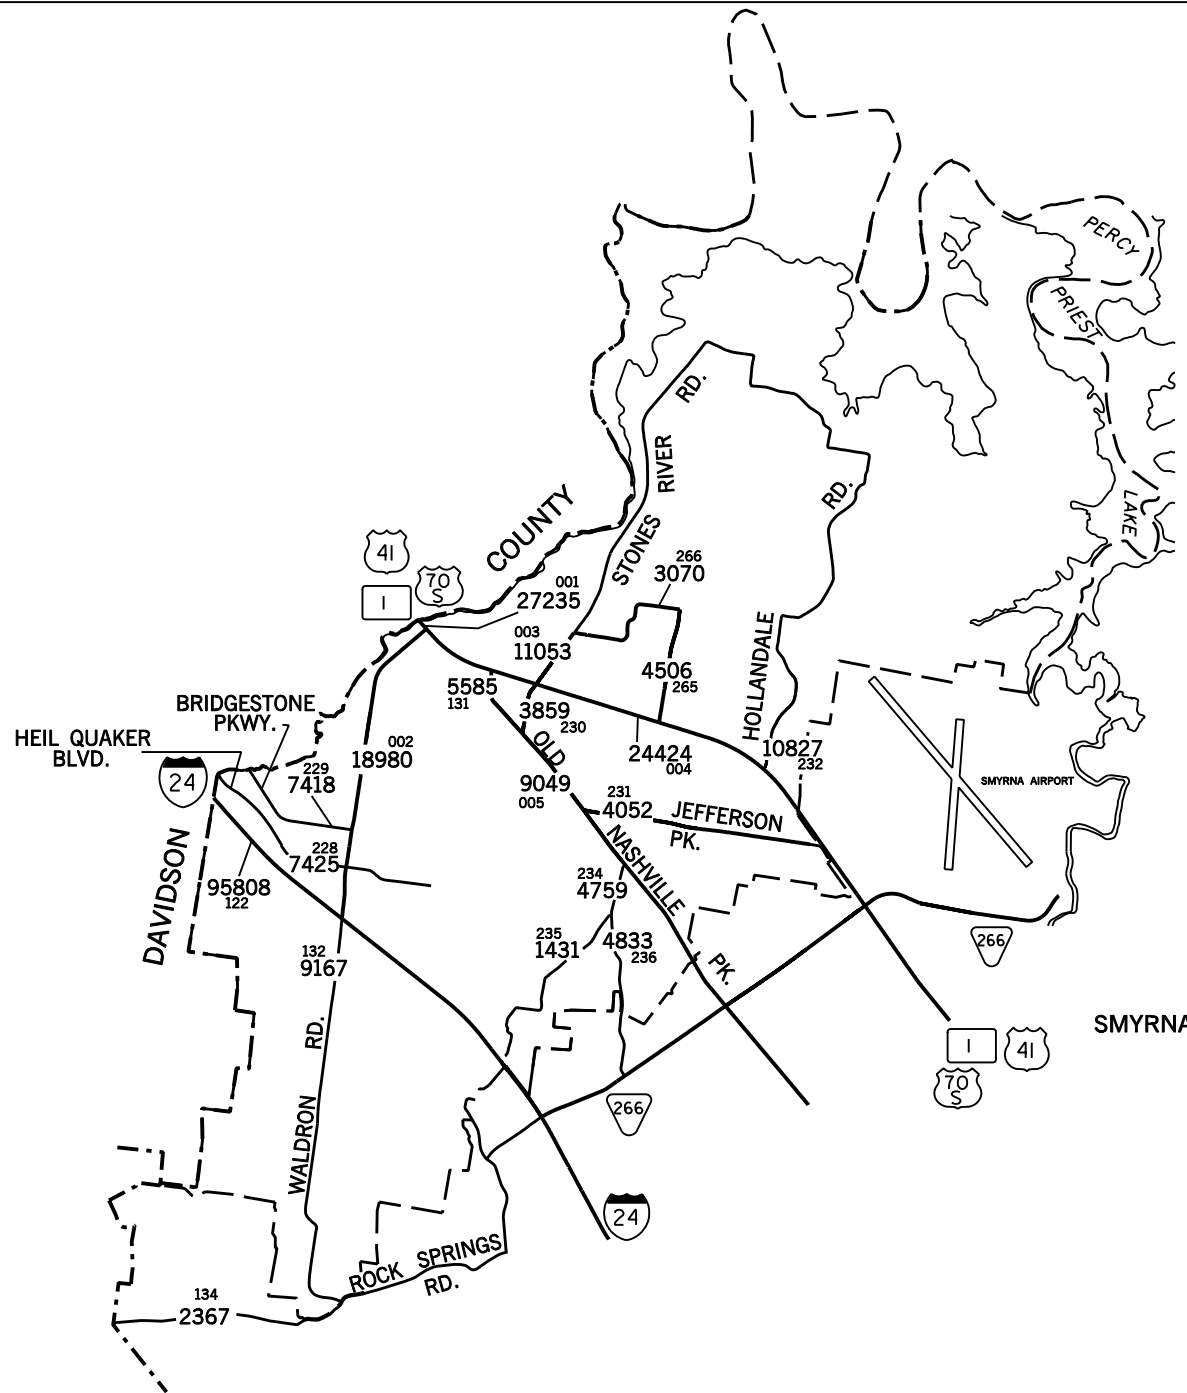 PERCY
PRIEST
LAKE
RD.
RIVER
STONES
RD.
HOLLANDALE
COUNTY
41
1
70
S
001
27235
266
3070
003
11053
4506
265
5585
131
3859
230
OLD
9049
005
BRIDGESTONE
PKWY.
HEIL QUAKER
BLVD.
24
002
18980
229
7418
24424
004
10827
232
SMYRNA AIRPORT
231
4052
JEFFERSON
PK.
NASHVILLE
PK.
DAVIDSON
228
7425
95808
122
234
4759
235
1431
4833
236
132
9167
266
SMYRNA
1
41
70
S
RD.
WALDRON
266
24
ROCK SPRINGS
RD.
134
2367